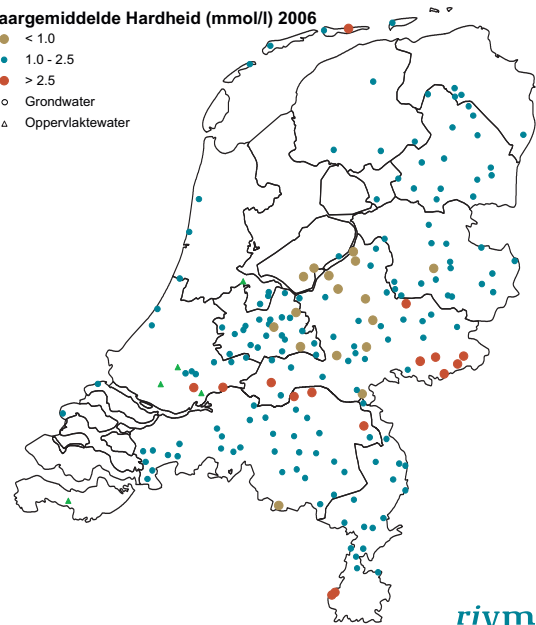 aargemiddelde Hardheid (mmol/l) 2006
< 1.0
1.0 - 2.5
> 2.5
Grondwater
Oppervlaktewater
rivm